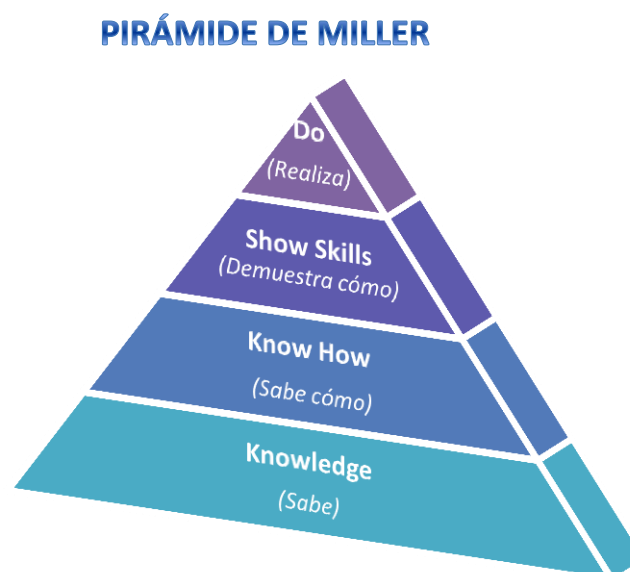 PIRÁMIDE DE MILLER
Do
(Realiza)
Show Skills
(Demuestra cómo)
Know How
(Sabe cómo)
Knowledge
(Sabe)